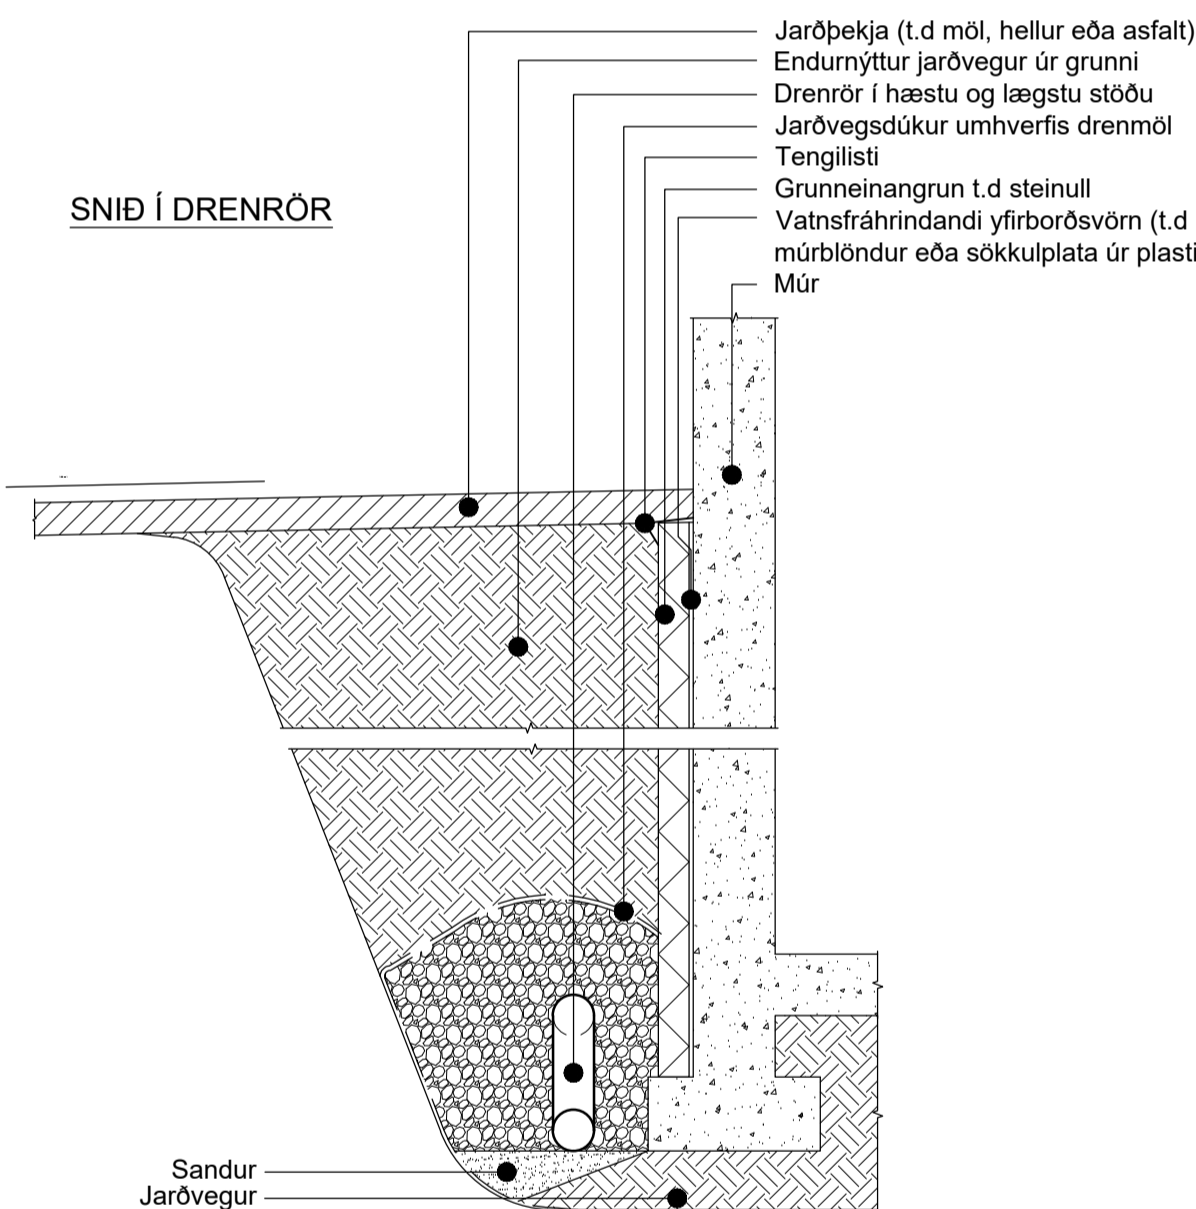 Jarðþekja (t.d möl, hellur eða asfalt)
Endurnýttur jarðvegur úr grunni
Drenrör í hæstu og lægstu stöðu
Jarðvegsdúkur umhverfis drenmöl
Tengilisti
Grunneinangrun t.d steinull
Vatnsfráhrindandi yfirborðsvörn (t.d
múrblöndur eða sökkulplata úr plasti
Múr
SNIÐ Í DRENRÖR
Sandur
Jarðvegur